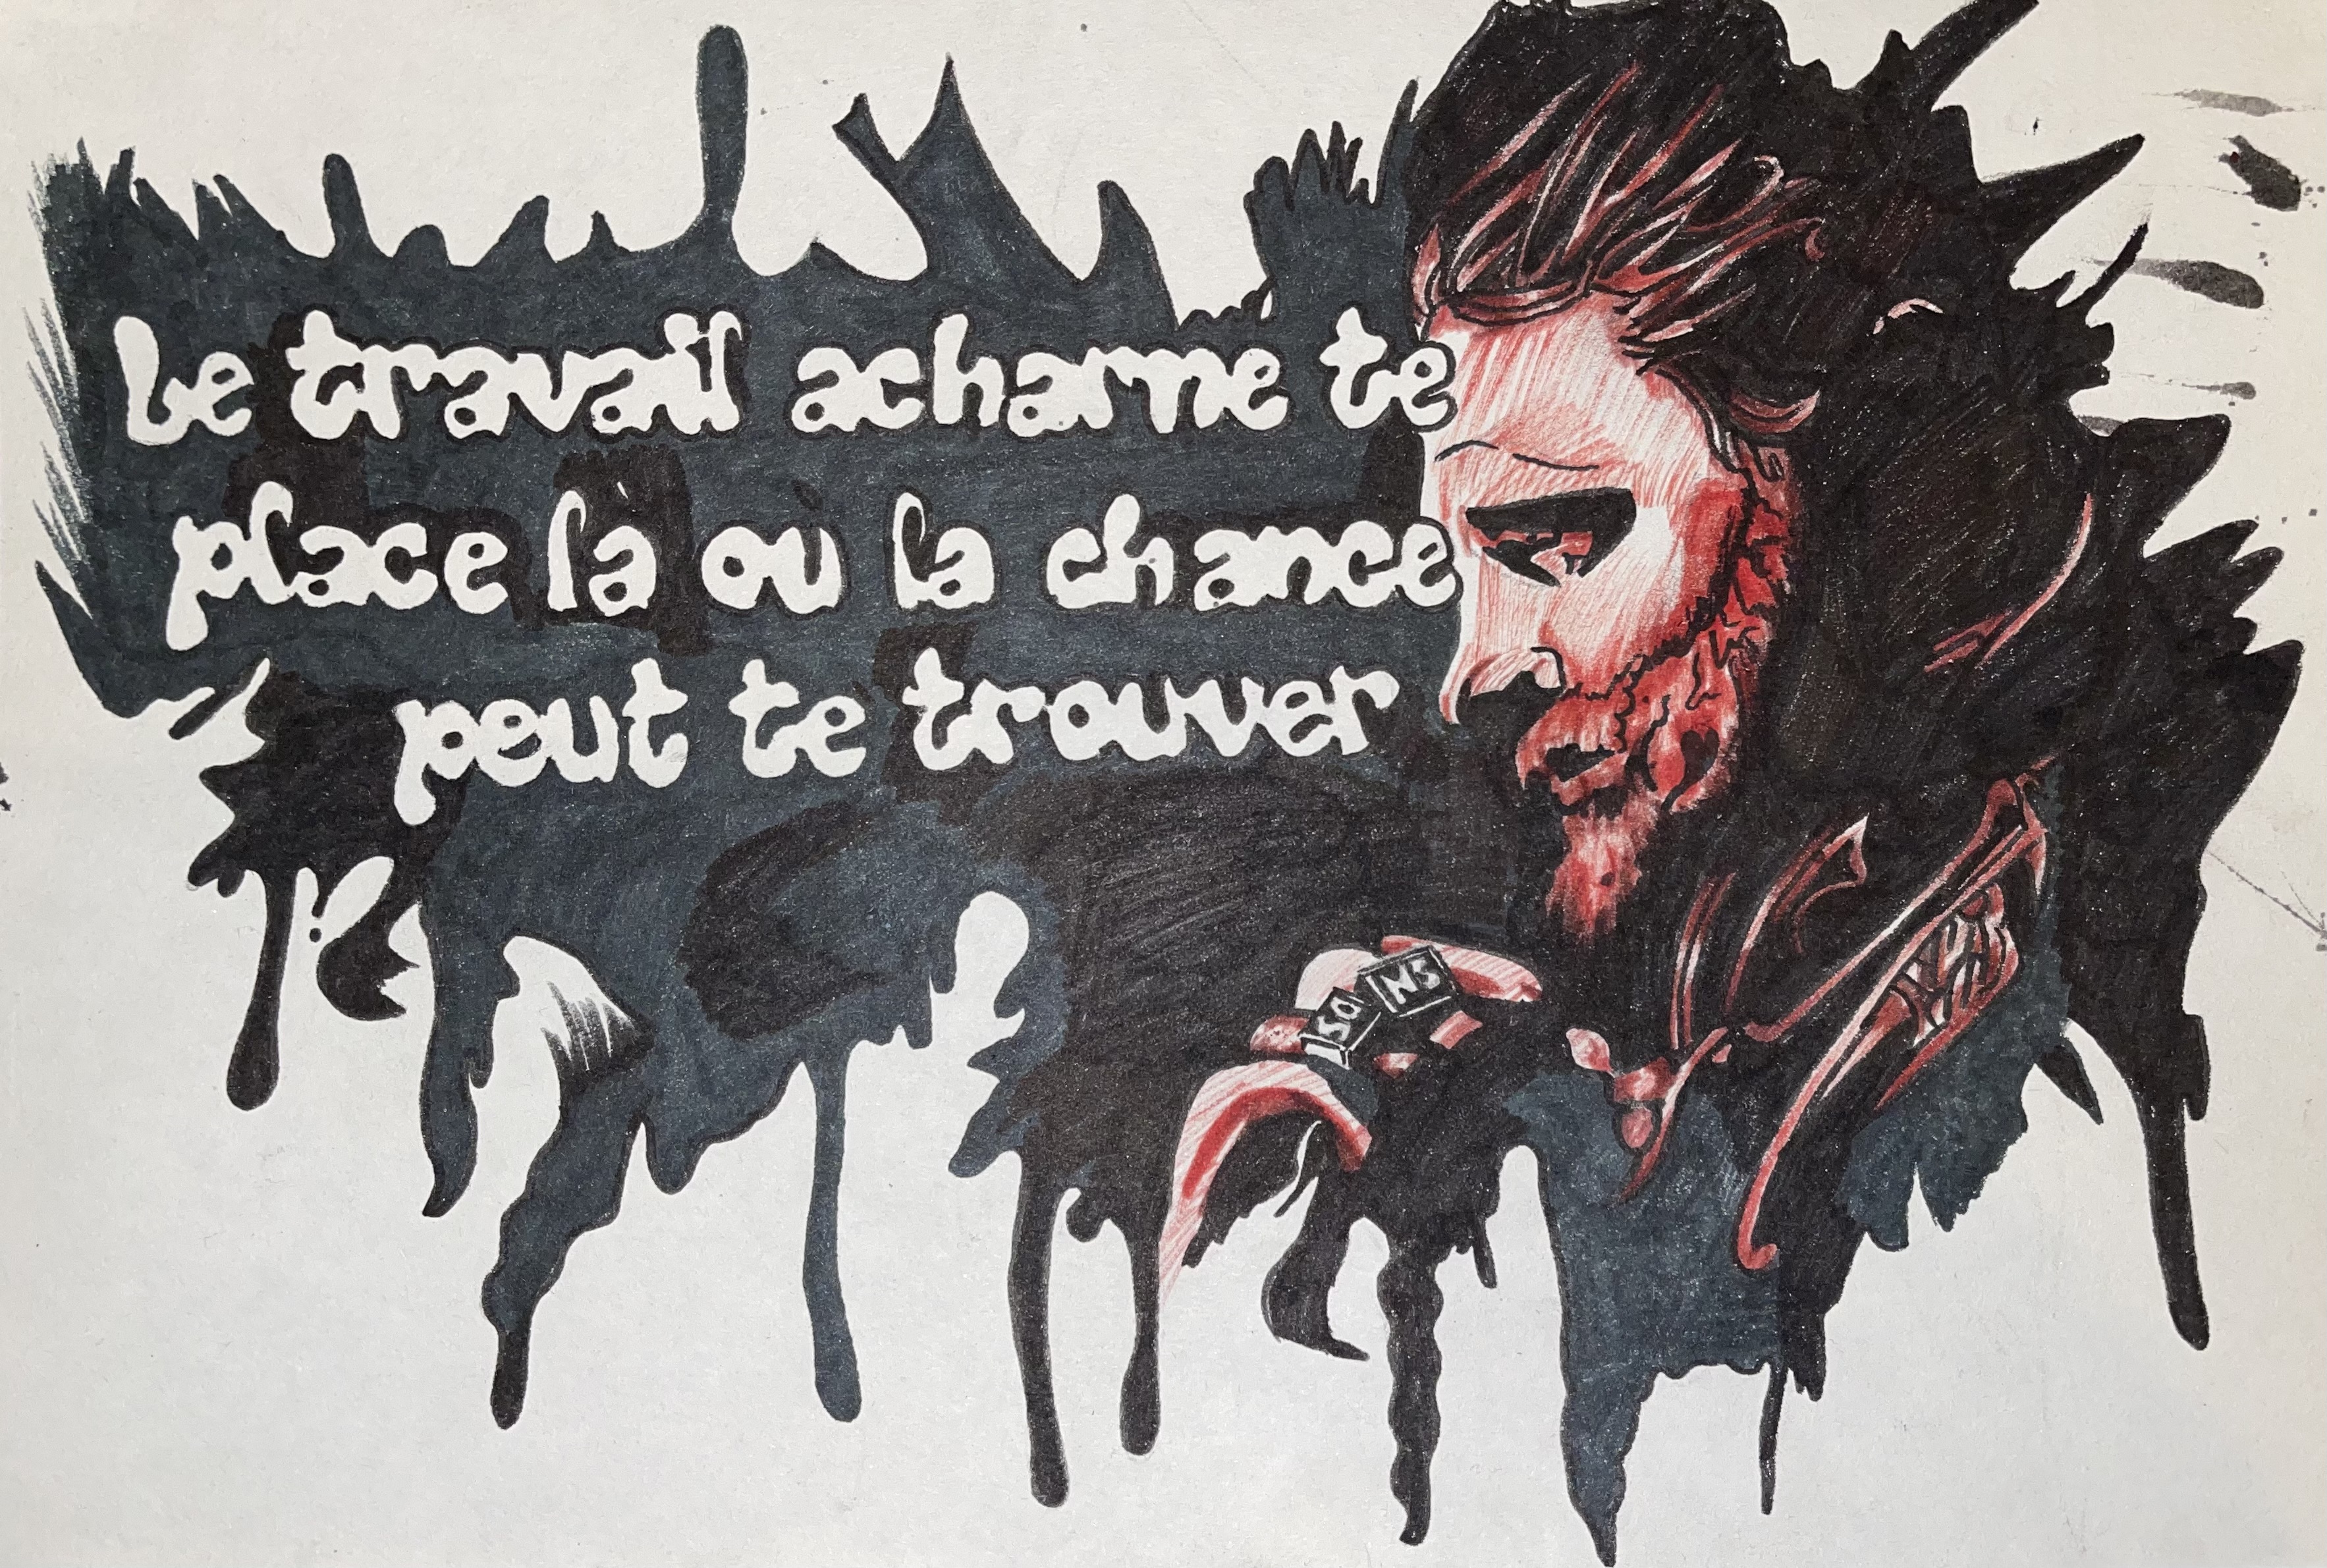 Le travail acharne te
place là où la chance
peut te trouver
SO NS